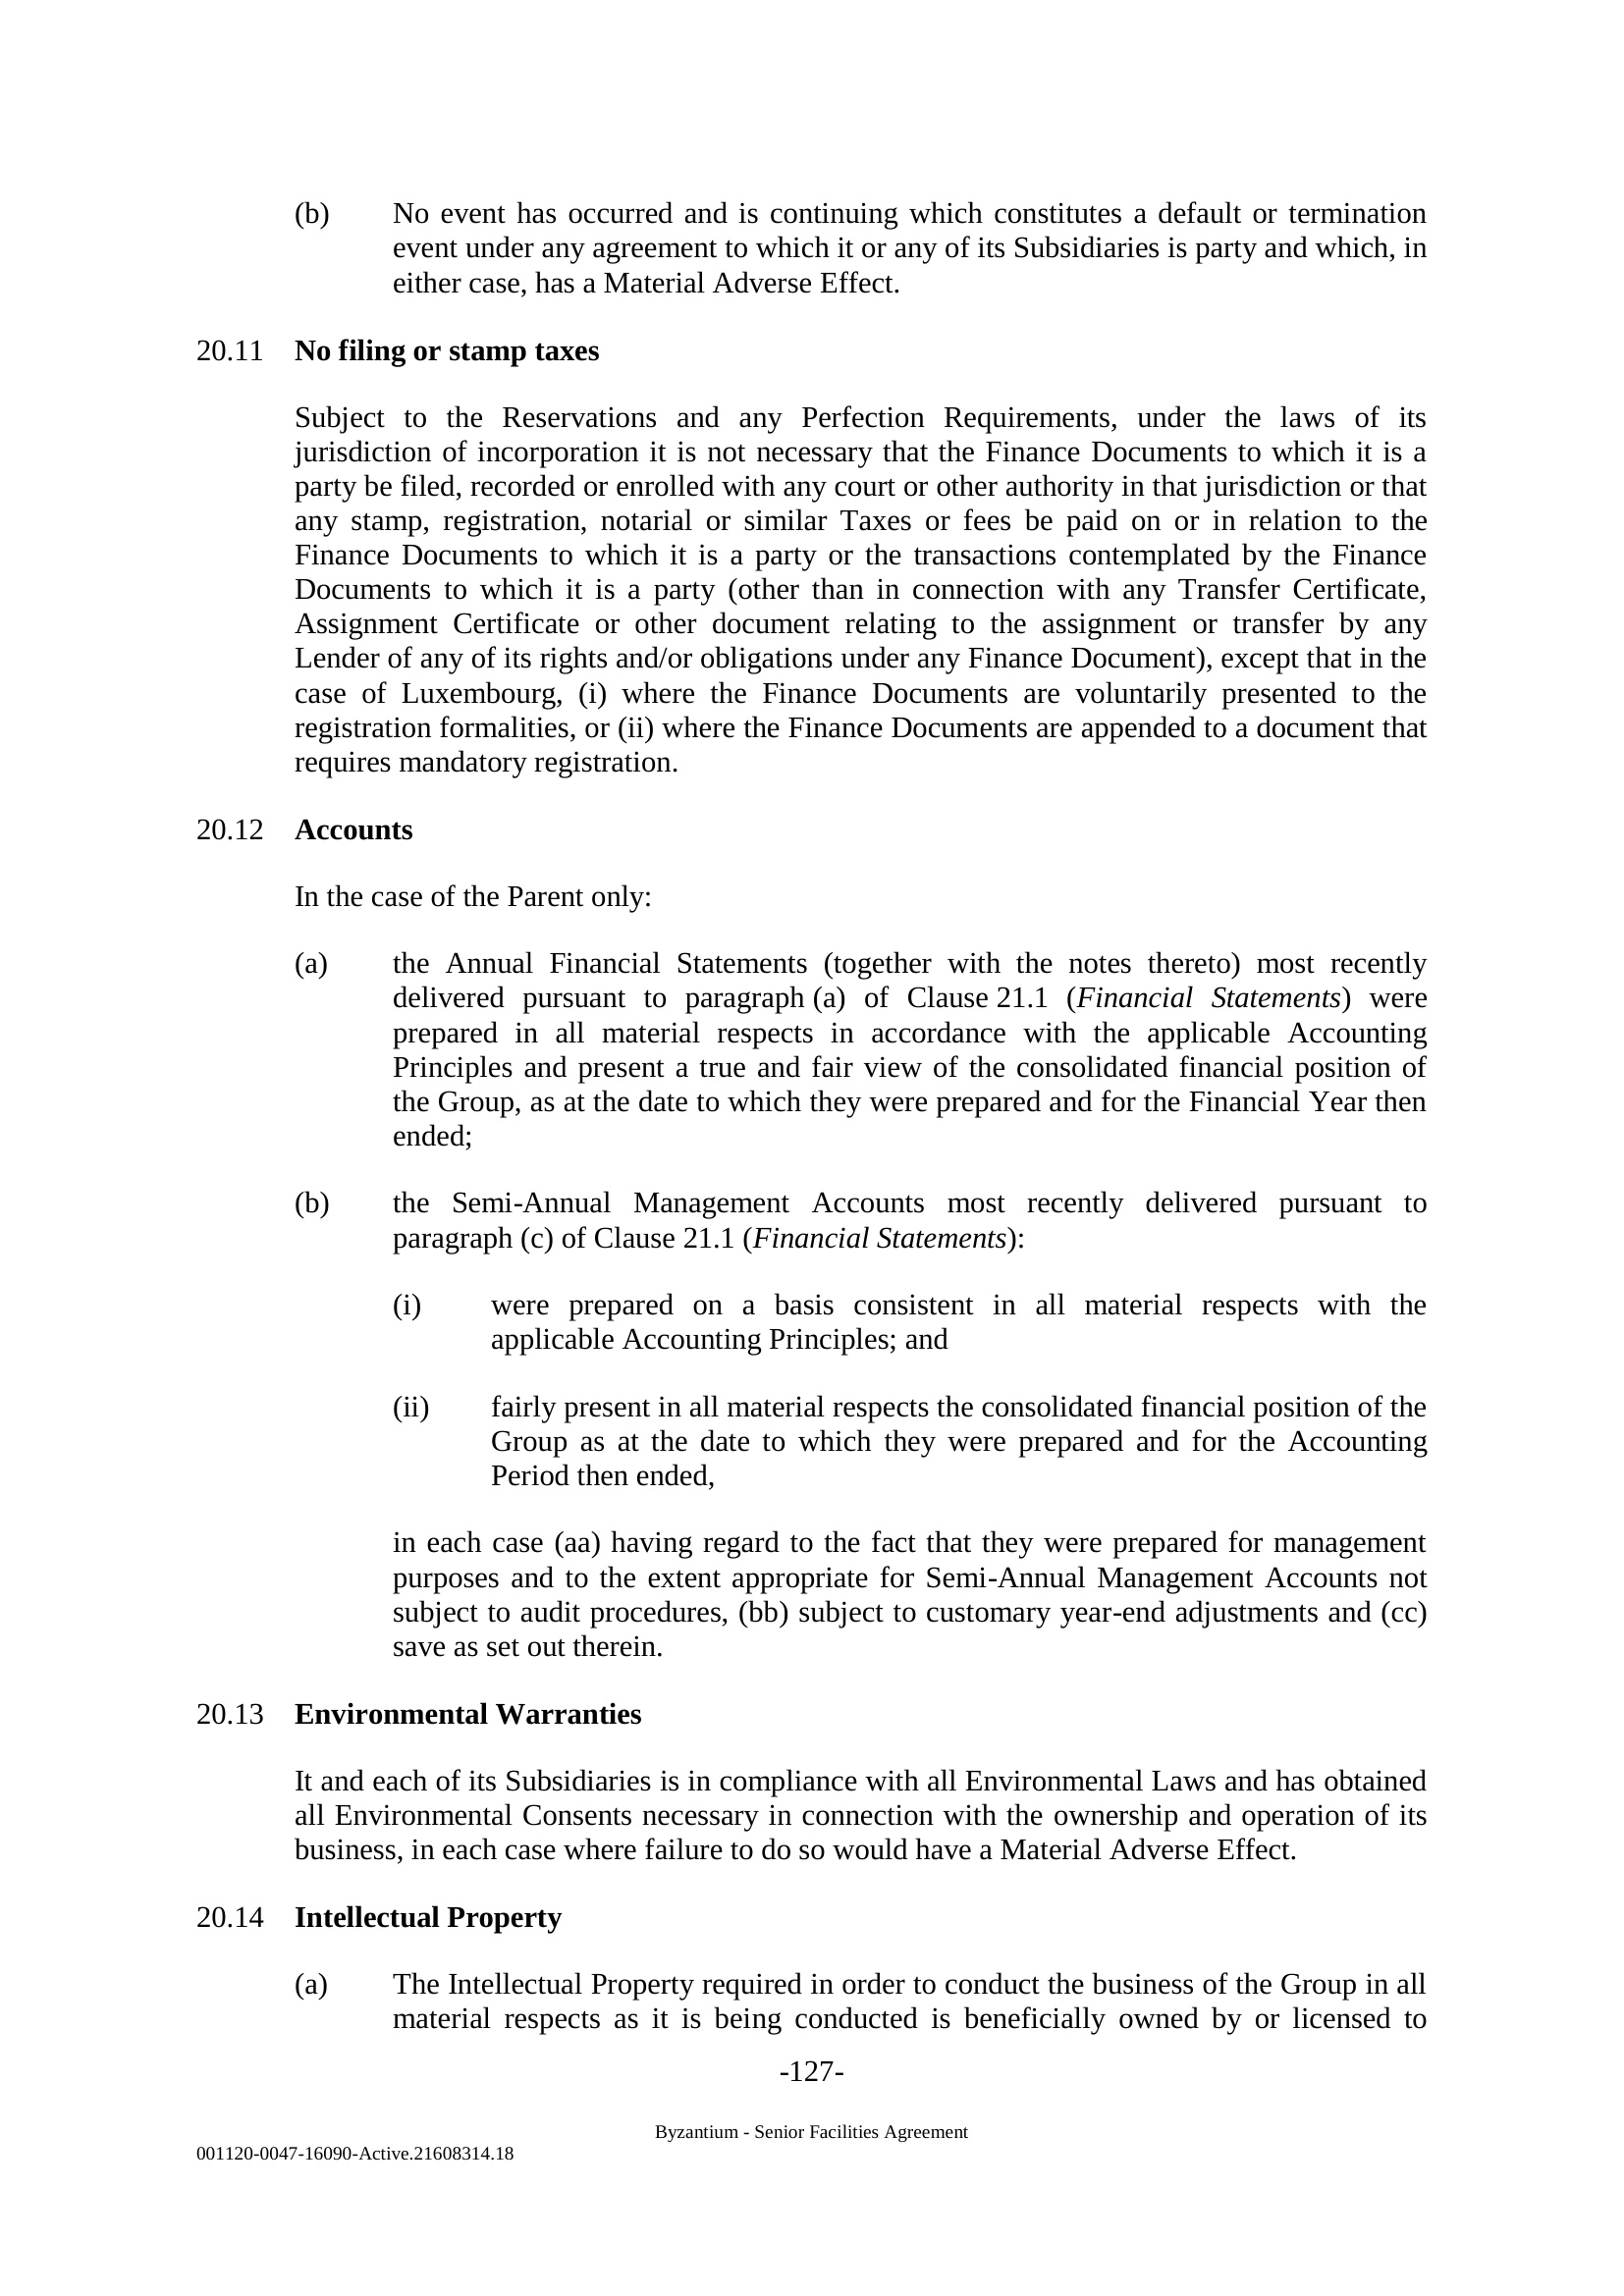 (b) No event has occurred and is continuing which constitutes a default or termination
event under any agreement to which it or any of its Subsidiaries is party and which, in
either case, has a Material Adverse Effect.
20.11 No filing or stamp taxes
Subject to the Reservations and any Perfection Requirements, under the laws of its
jurisdiction of incorporation it is not necessary that the Finance Documents to which it is a
party be filed, recorded or enrolled with any court or other authority in that jurisdiction or that
any stamp, registration, notarial or similar Taxes or fees be paid on or in relation to the
Finance Documents to which it is a party or the transactions contemplated by the Finance
Documents to which it is a party (other than in connection with any Transfer Certificate,
Assignment Certificate or other document relating to the assignment or transfer by any
Lender of any of its rights and/or obligations under any Finance Document), except that in the
case of Luxembourg, (i) where the Finance Documents are voluntarily presented to the
registration formalities, or (ii) where the Finance Documents are appended to a document that
requires mandatory registration.
20.12 Accounts
In the case of the Parent only:
(a) the Annual Financial Statements (together with the notes thereto) most recently
delivered pursuant to paragraph (a) of Clause 21.1 (Financial Statements) were
prepared in all material respects in accordance with the applicable Accounting
Principles and present a true and fair view of the consolidated financial position of
the Group, as at the date to which they were prepared and for the Financial Year then
ended;
(b) the Semi-Annual Management Accounts most recently delivered pursuant to
paragraph (c) of Clause 21.1 (Financial Statements):
(i) were prepared on a basis consistent in all material respects with the
applicable Accounting Principles; and
(ii) fairly present in all material respects the consolidated financial position of the
Group as at the date to which they were prepared and for the Accounting
Period then ended,
in each case (aa) having regard to the fact that they were prepared for management
purposes and to the extent appropriate for Semi-Annual Management Accounts not
subject to audit procedures, (bb) subject to customary year-end adjustments and (cc)
save as set out therein.
20.13 Environmental Warranties
It and each of its Subsidiaries is in compliance with all Environmental Laws and has obtained
all Environmental Consents necessary in connection with the ownership and operation of its
business, in each case where failure to do so would have a Material Adverse Effect.
20.14 Intellectual Property
(a) The Intellectual Property required in order to conduct the business of the Group in all
material respects as it is being conducted is beneficially owned by or licensed to
-127-
Byzantium - Senior Facilities Agreement
001120-0047-16090-Active.21608314.18